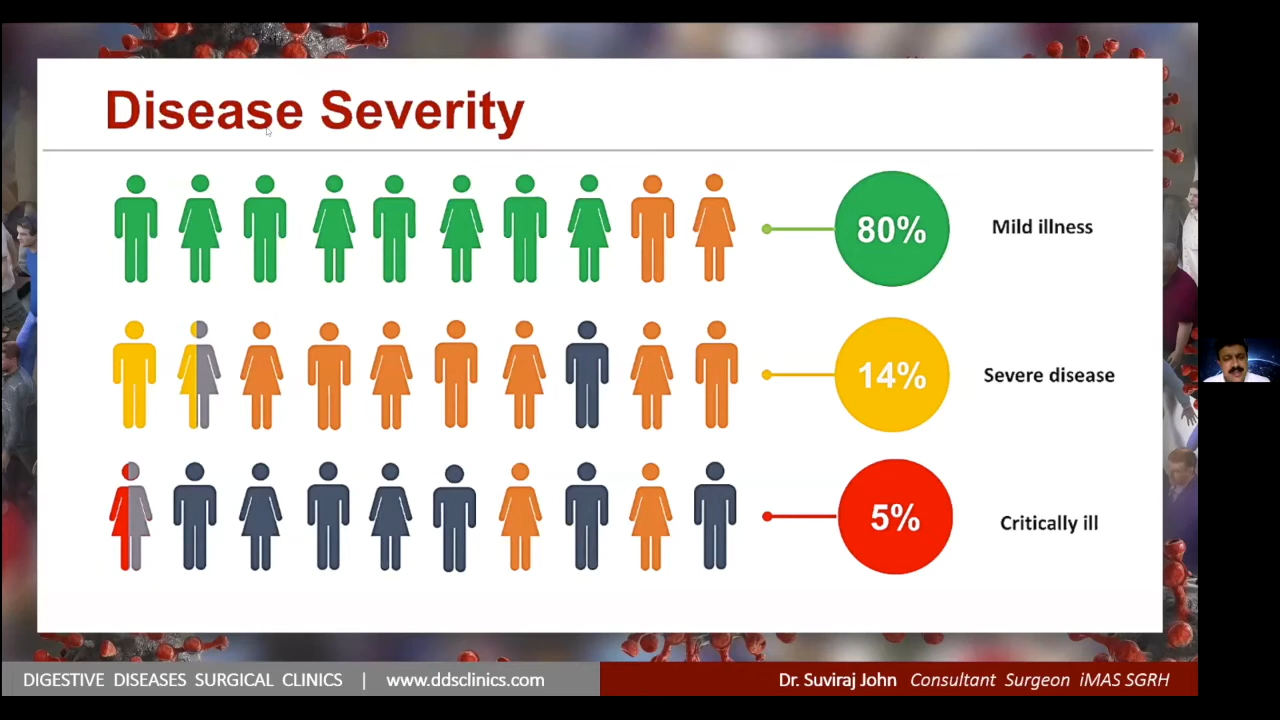 Disease Severity
80%
Mild illness
14%
Severe disease
5%
Critically ill
DIGESTIVE DISEASES SURGICAL CLINICS | www.ddsclinics.com
Dr. Suviraj John Consultant Surgeon iMAS SGRH